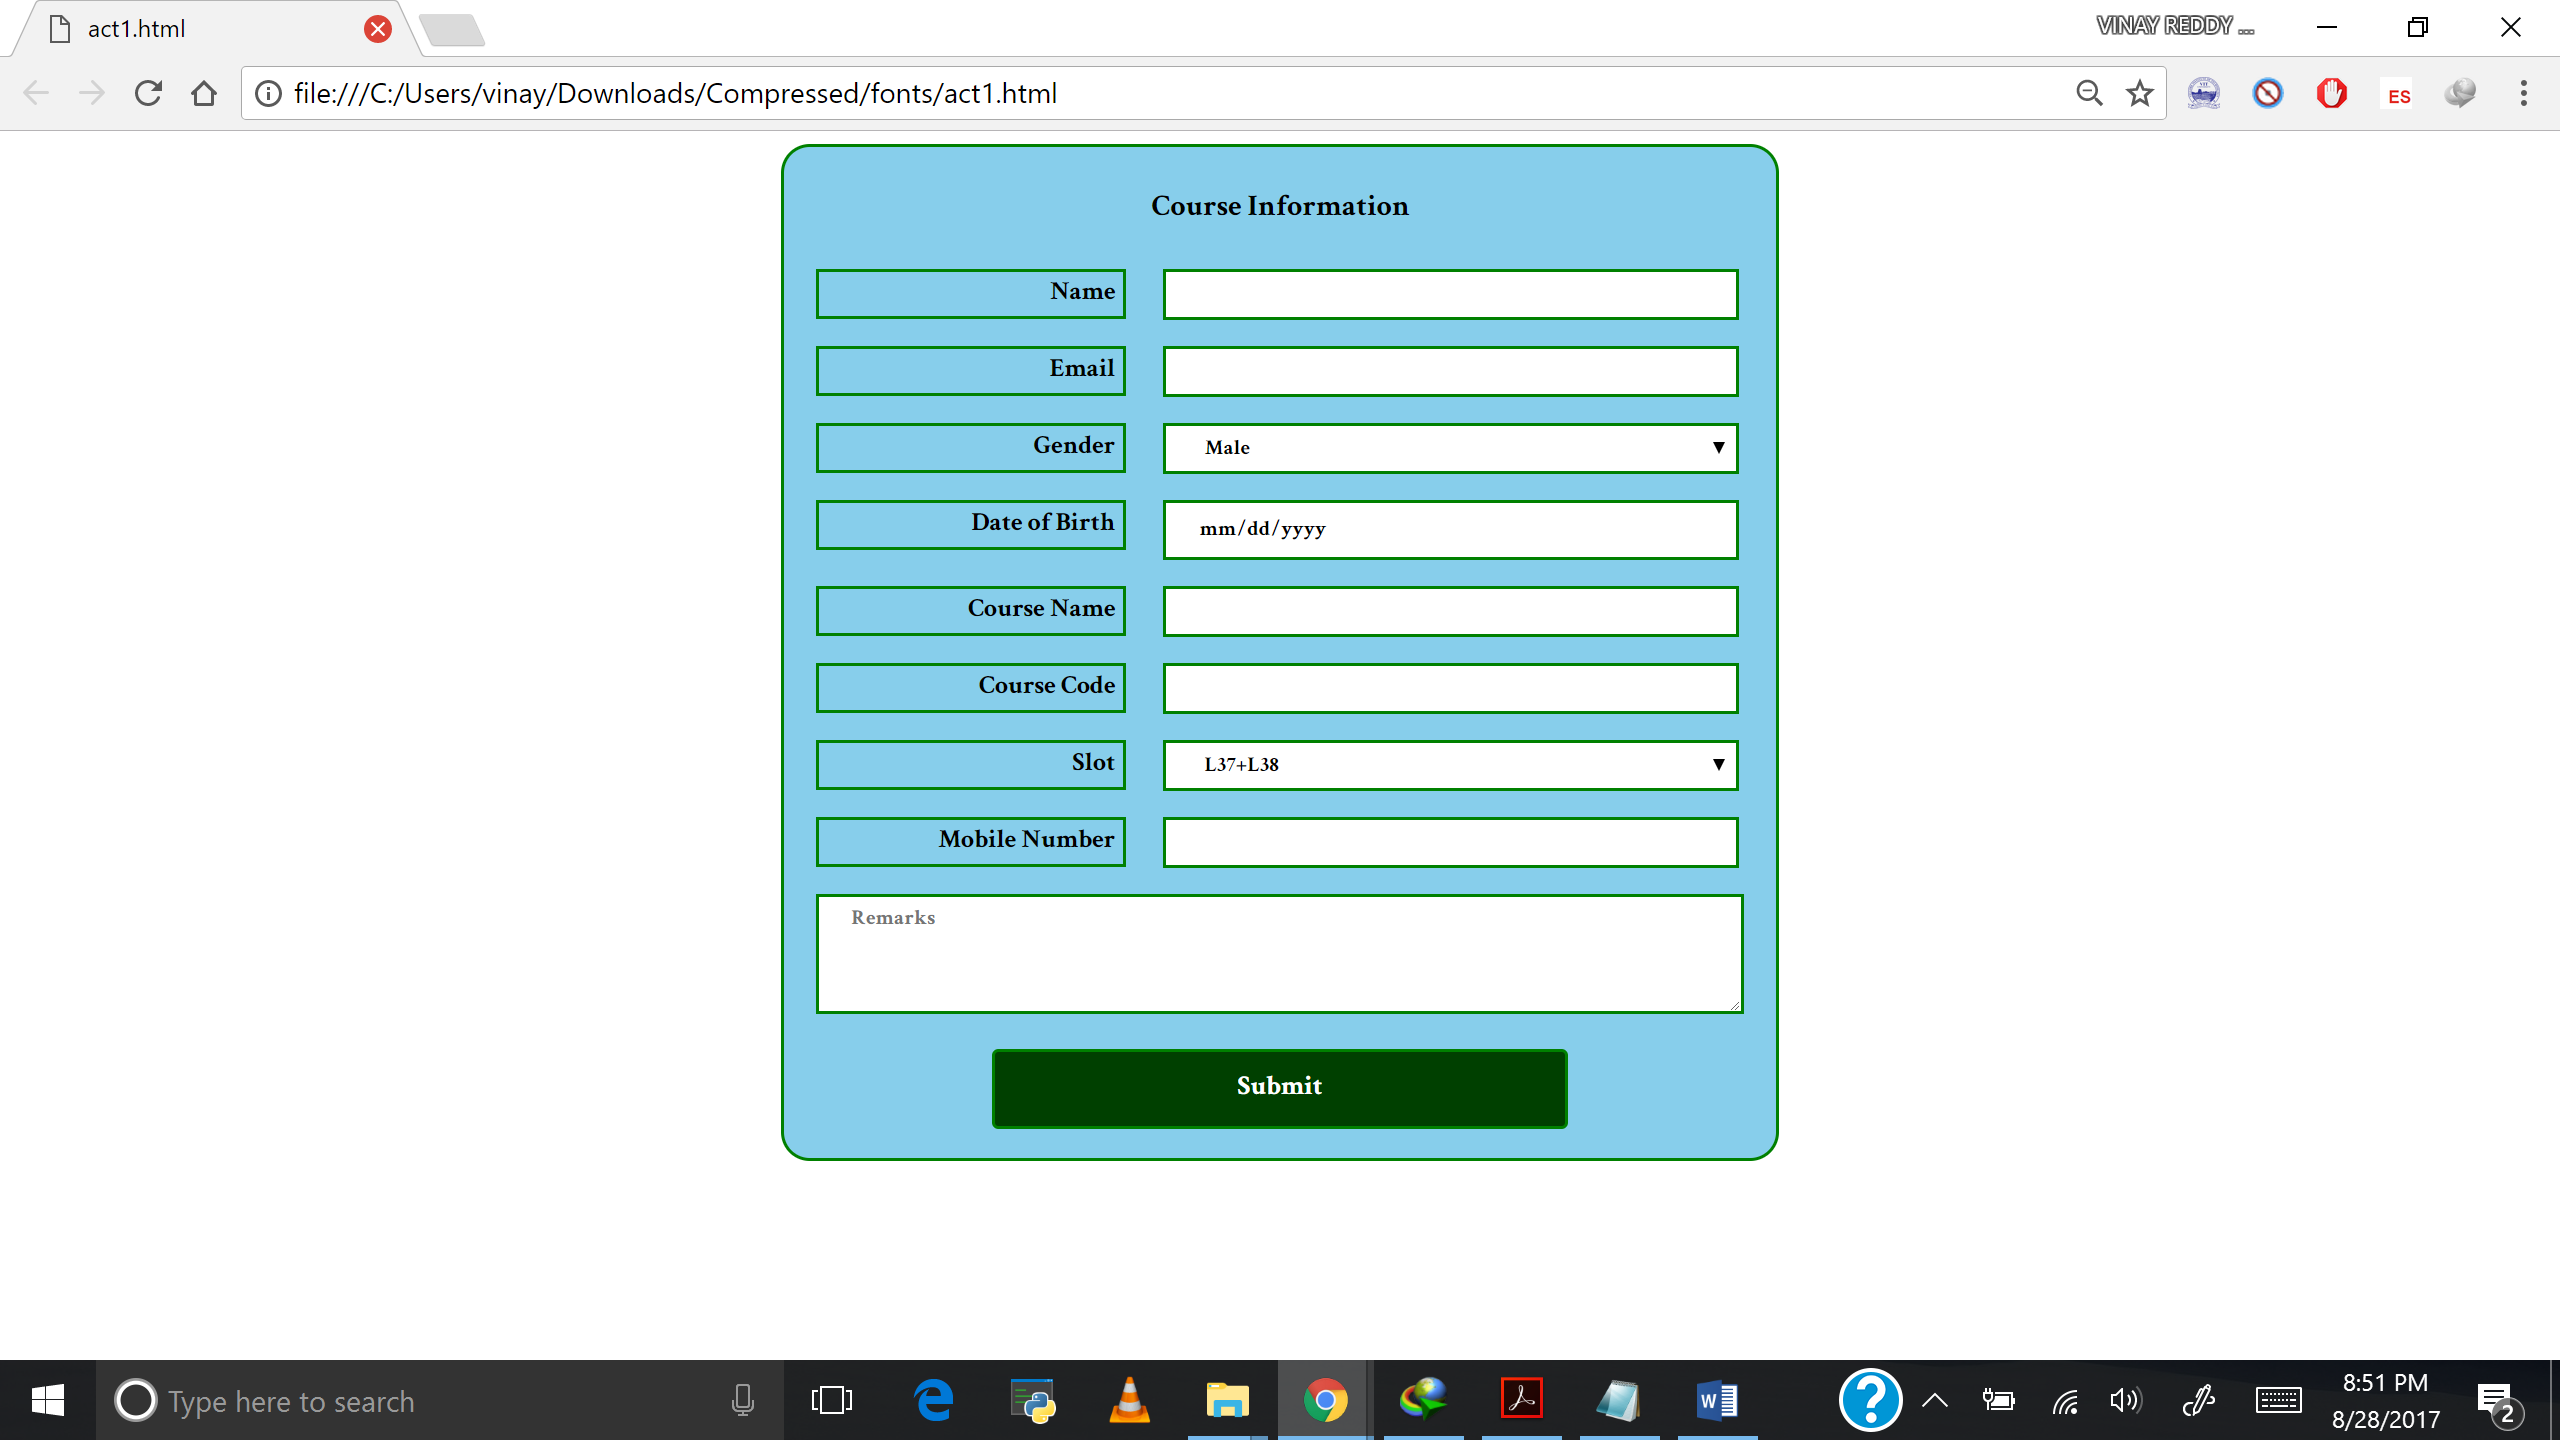 act1.html
VINAY REDDY ...
file:///C:/Users/vinay/Downloads/Compressed/fonts/act1.html
ES
Course Information
Name
Email
Gender
Male
Date of Birth
mm/dd/yyyy
Course Name
Course Code
Slot
L37+L38
Mobile Number
Remarks
Submit
Type here to search
8:51 PM
8/28/2017
2